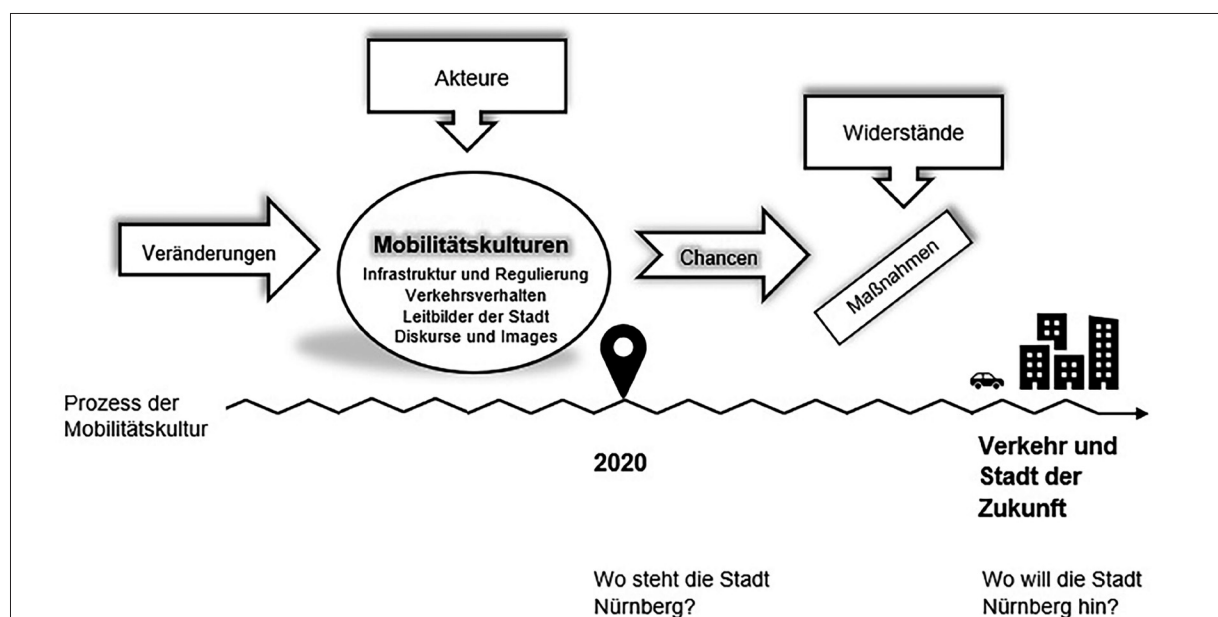 Akteure
Widerstände
Veränderungen
Mobilitätskulturen
Infrastruktur und Regulierung
Verkehrsverhalten
Leitbilder der Stadt
Diskurse und Images
Chancen
Maßnahmen
Prozess der
Mobilitätskultur
2020
Verkehr und
Stadt der
Zukunft
Wo steht die Stadt
Nürnberg?
Wo will die Stadt
Nürnberg hin?